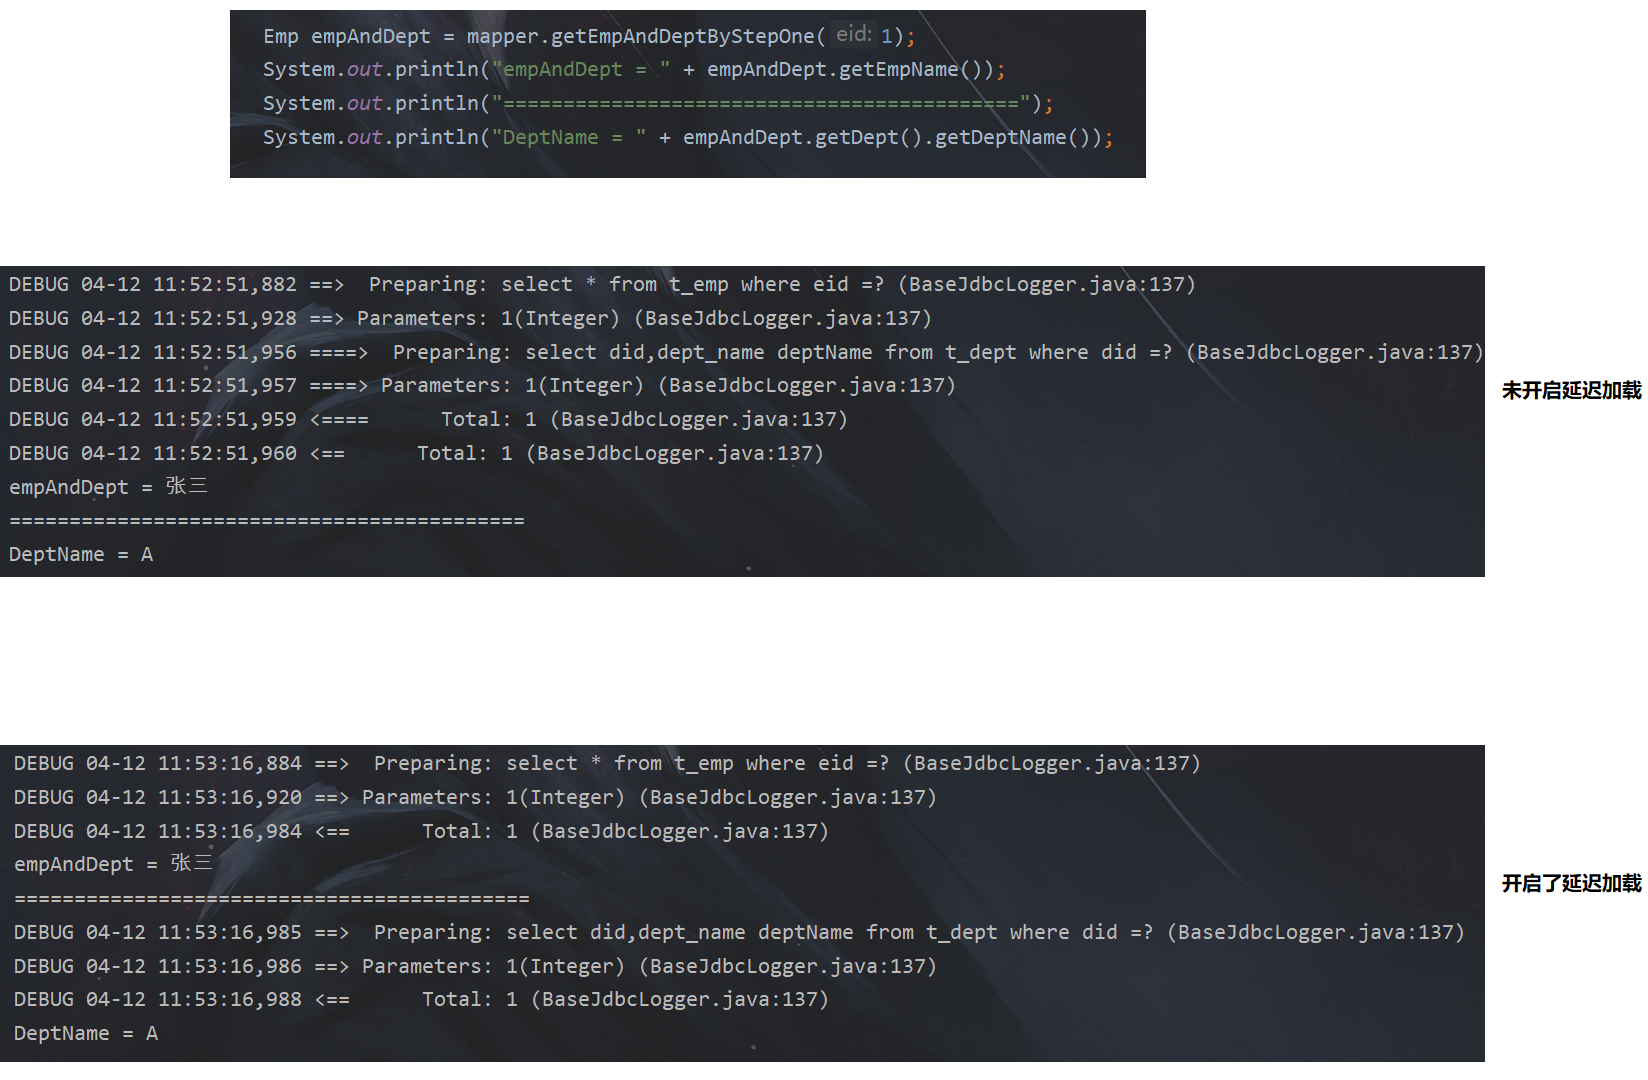 Emp empAndDept = mapper.getEmpAndDeptByStepOne( eid: 1);
System.out.println("empAndDept = " + empAndDept.getEmpName());
System.out.println("===========================================");
System.out.println("DeptName = " + empAndDept.getDept().getDeptName());
DEBUG 04-12 11:52:51,882 ==>  Preparing: select * from t_emp where eid =? (BaseJdbcLogger.java:137)
DEBUG 04-12 11:52:51,928 ==> Parameters: 1(Integer) (BaseJdbcLogger.java:137)
DEBUG 04-12 11:52:51,956 ====>  Preparing: select did,dept_name deptName from t_dept where did =? (BaseJdbcLogger.java:137)
DEBUG 04-12 11:52:51,957 ====> Parameters: 1(Integer) (BaseJdbcLogger.java:137)
DEBUG 04-12 11:52:51,959 <====      Total: 1 (BaseJdbcLogger.java:137)
DEBUG 04-12 11:52:51,960 <==      Total: 1 (BaseJdbcLogger.java:137)
empAndDept = 张三
===========================================
DeptName = A
未开启延迟加载
DEBUG 04-12 11:53:16,884 ==>  Preparing: select * from t_emp where eid =? (BaseJdbcLogger.java:137)
DEBUG 04-12 11:53:16,920 ==> Parameters: 1(Integer) (BaseJdbcLogger.java:137)
DEBUG 04-12 11:53:16,984 <==      Total: 1 (BaseJdbcLogger.java:137)
empAndDept = 张三
===========================================
DEBUG 04-12 11:53:16,985 ==>  Preparing: select did,dept_name deptName from t_dept where did =? (BaseJdbcLogger.java:137)
DEBUG 04-12 11:53:16,986 ==> Parameters: 1(Integer) (BaseJdbcLogger.java:137)
DEBUG 04-12 11:53:16,988 <==      Total: 1 (BaseJdbcLogger.java:137)
DeptName = A
开启了延迟加载